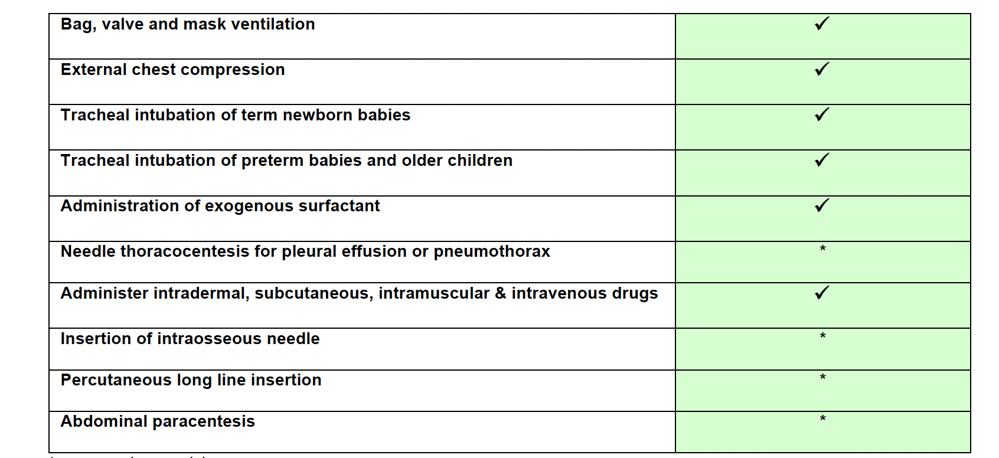 Bag, valve and mask ventilation ✓
External chest compression ✓
Tracheal intubation of term newborn babies ✓
Tracheal intubation of preterm babies and older children ✓
Administration of exogenous surfactant ✓
Needle thoracocentesis for pleural effusion or pneumothorax *
Administer intradermal, subcutaneous, intramuscular & intravenous drugs ✓
Insertion of intraosseous needle *
Percutaneous long line insertion *
Abdominal paracentesis *